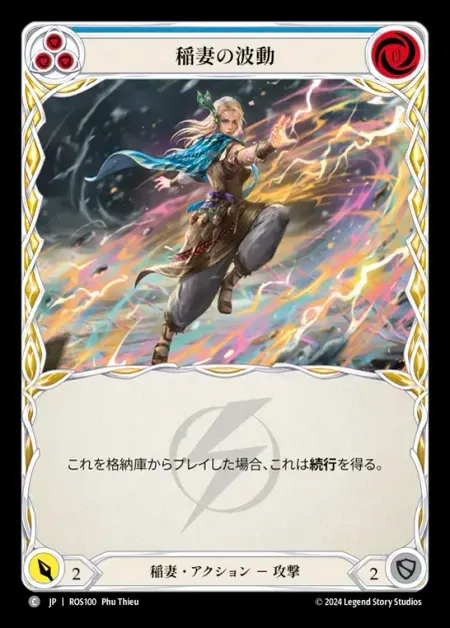 稲妻の波動
0
これを格納庫からプレイした場合、これは続行を得る。
2
稲妻・アクション － 攻撃
2
C JP | ROS100 Phu Thieu
© 2024 Legend Story Studios